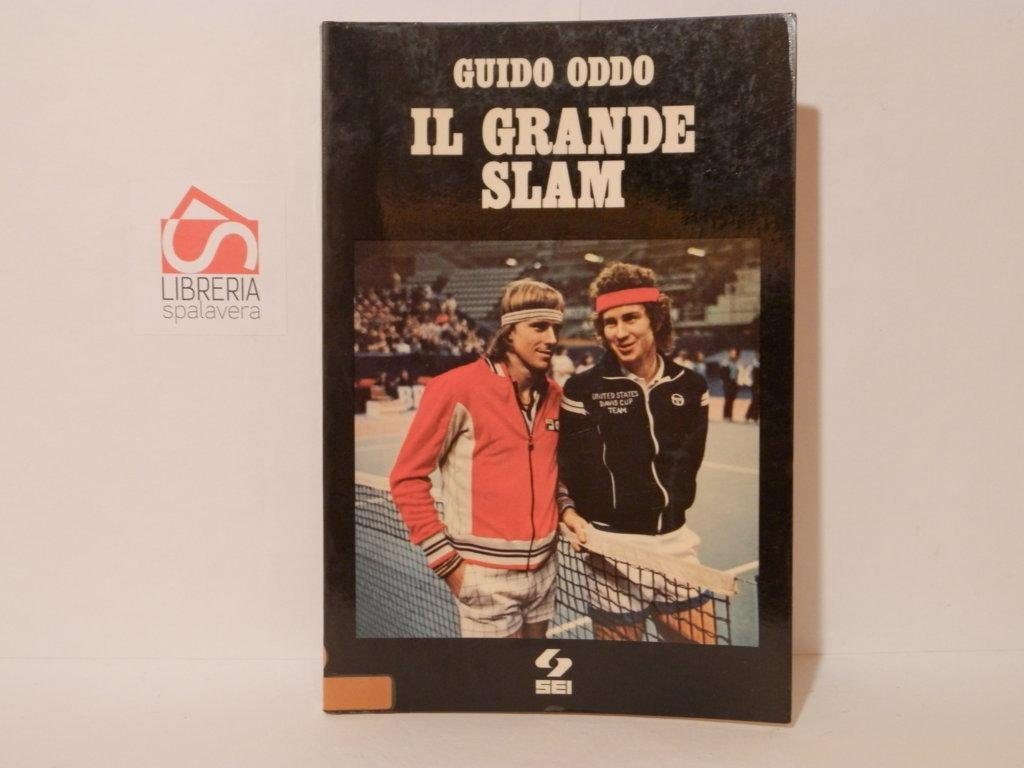 GUIDO ODDO
IL GRANDE
SLAM
LIBRERIA
spalavera
UNITED STATES
DAVIS CUP
TEAM
SEI